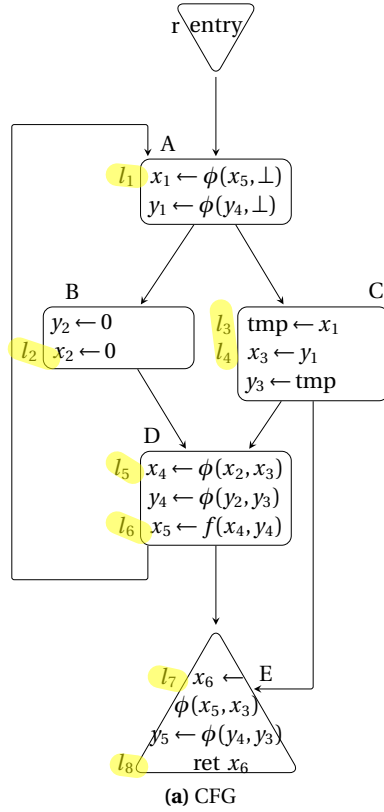 r entry
A
l₁ x₁ ← ϕ(x₅, ⊥)
y₁ ← ϕ(y₄, ⊥)
B
y₂ ← 0
l₂ x₂ ← 0
C
l₃ tmp ← x₁
l₄ x₃ ← y₁
y₃ ← tmp
D
l₅ x₄ ← ϕ(x₂, x₃)
y₄ ← ϕ(y₂, y₃)
l₆ x₅ ← f(x₄, y₄)
E
l₇ x₆ ←
ϕ(x₅, x₃)
y₅ ← ϕ(y₄, y₃)
l₈ ret x₆
(a) CFG